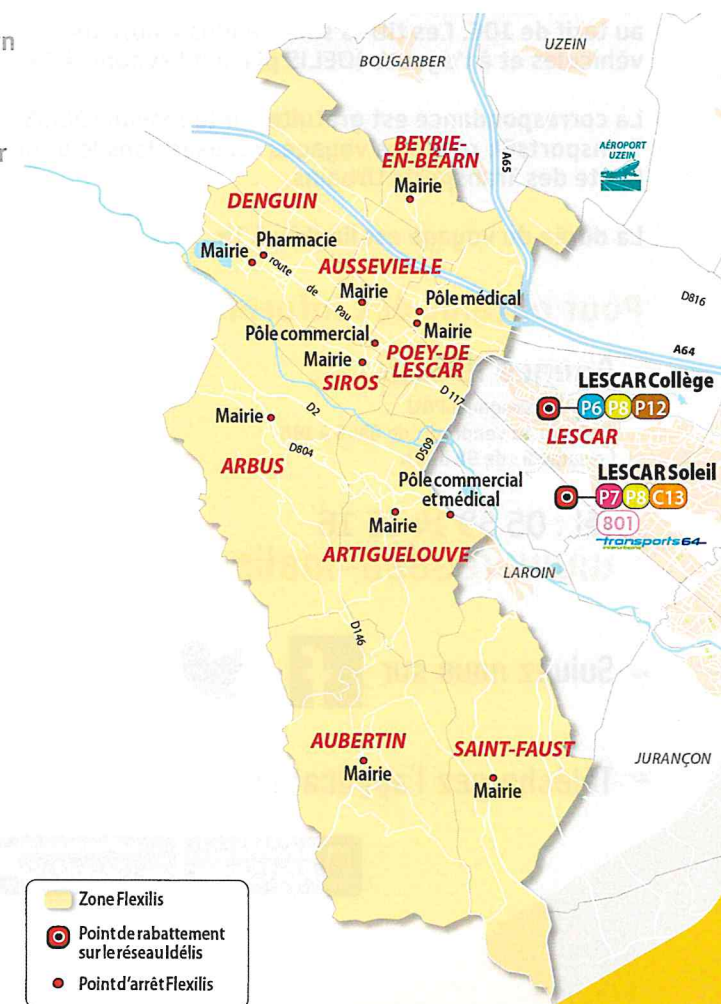 BOUGARBER
UZEIN
AÉROPORT
UZEIN
A65
BEYRIE-
EN-BÉARN
Mairie
DENGUIN
Pharmacie
Mairie
route de Pau
AUSSEVIELLE
Mairie
Pôle médical
Mairie
D816
A64
Pôle commercial
Mairie
POEY-DE
LESCAR
SIROS
D117
LESCAR Collège
P6 P8 P12
LESCAR
D2
Mairie
D804
D509
ARBUS
LESCAR Soleil
P7 P8 C13
801
transports64
Pôle commercial
et médical
Mairie
ARTIGUELOUVE
LAROIN
D146
AUBERTIN
Mairie
SAINT-FAUST
Mairie
JURANÇON
Zone Flexilis
Point de rabattement
sur le réseau Idélis
Point d'arrêt Flexilis